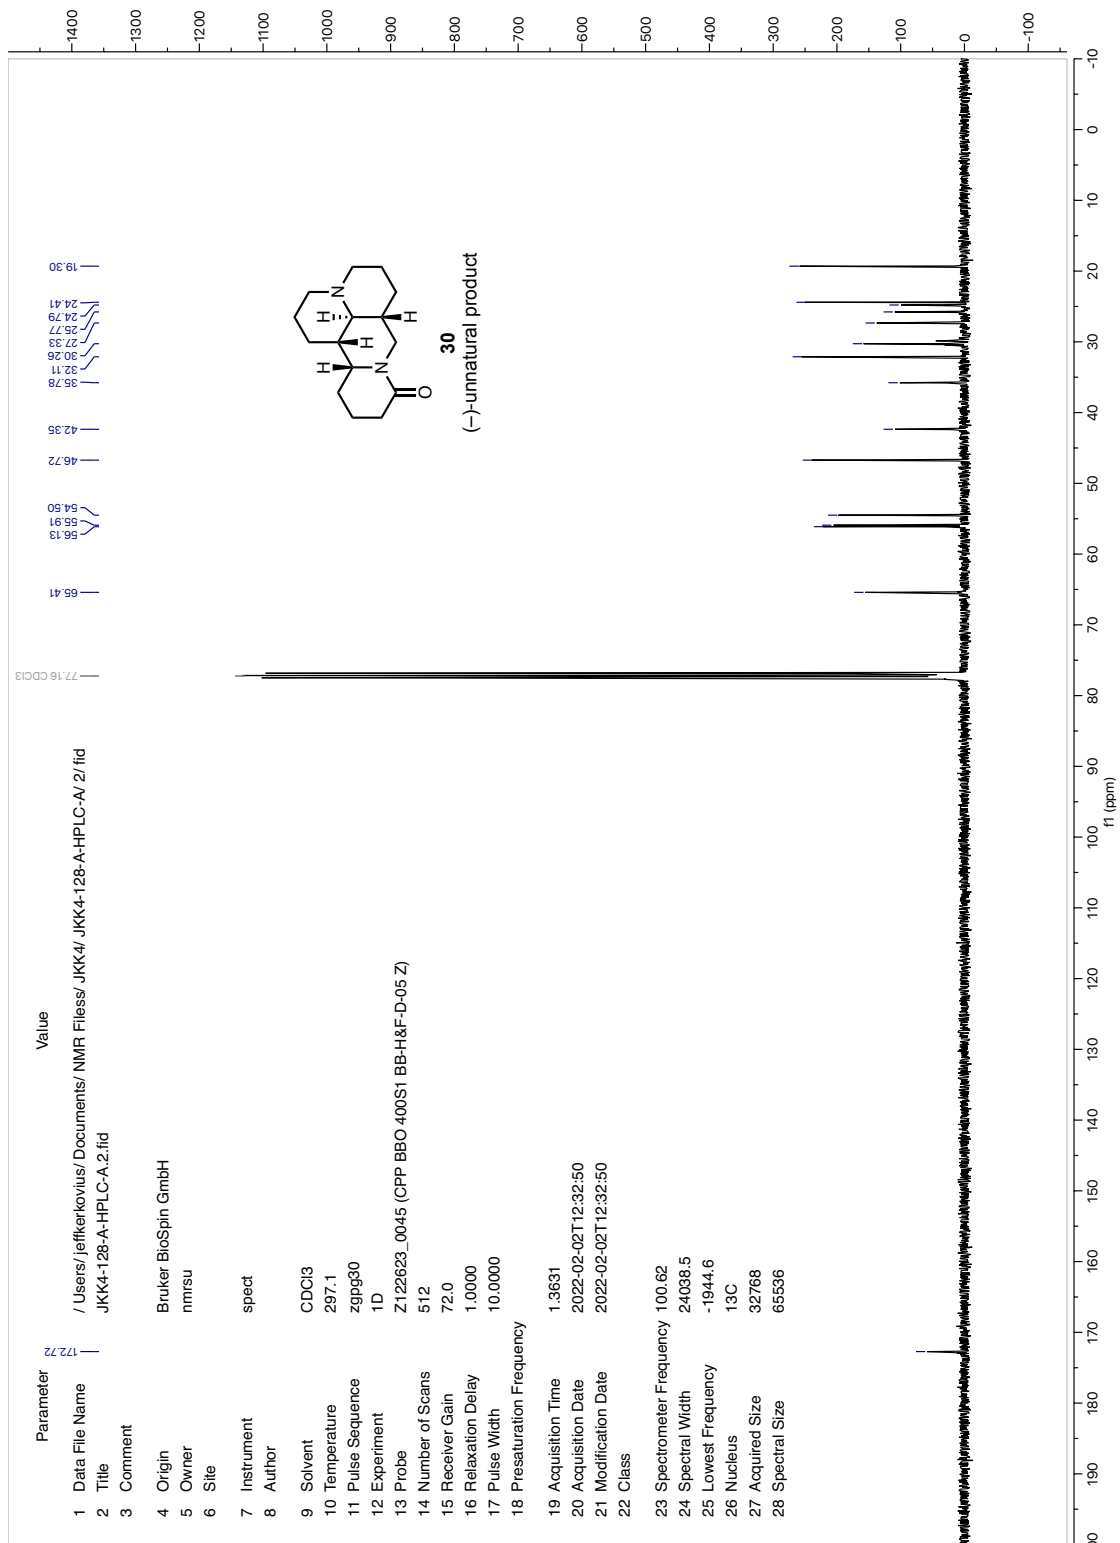 Parameter Value
1 Data File Name / Users/ jeffkerkovius/ Documents/ NMR Filess/ JKK4/ JKK4-128-A-HPLC-A/ 2/ fid
2 Title JKK4-128-A-HPLC-A.2.fid
3 Comment
4 Origin Bruker BioSpin GmbH
5 Owner nmrsu
6 Site
7 Instrument spect
8 Author
9 Solvent CDCl3
10 Temperature 297.1
11 Pulse Sequence zgpg30
12 Experiment 1D
13 Probe Z122623_0045 (CPP BBO 400S1 BB-H&F-D-05 Z)
14 Number of Scans 512
15 Receiver Gain 72.0
16 Relaxation Delay 1.0000
17 Pulse Width 10.0000
18 Presaturation Frequency
19 Acquisition Time 1.3631
20 Acquisition Date 2022-02-02T12:32:50
21 Modification Date 2022-02-02T12:32:50
22 Class
23 Spectrometer Frequency 100.62
24 Spectral Width 24038.5
25 Lowest Frequency -1944.6
26 Nucleus 13C
27 Acquired Size 32768
28 Spectral Size 65536
172.72
77.16 CDCl3
65.41
56.13
55.91
54.50
46.72
42.35
35.78
32.11
30.26
27.33
25.77
24.79
24.41
19.30
H
H
N
H
H
N
O
30
(−)-unnatural product
1400
1300
1200
1100
1000
900
800
700
600
500
400
300
200
100
0
-100
00 190 180 170 160 150 140 130 120 110 100 90 80 70 60 50 40 30 20 10 0 -10
f1 (ppm)